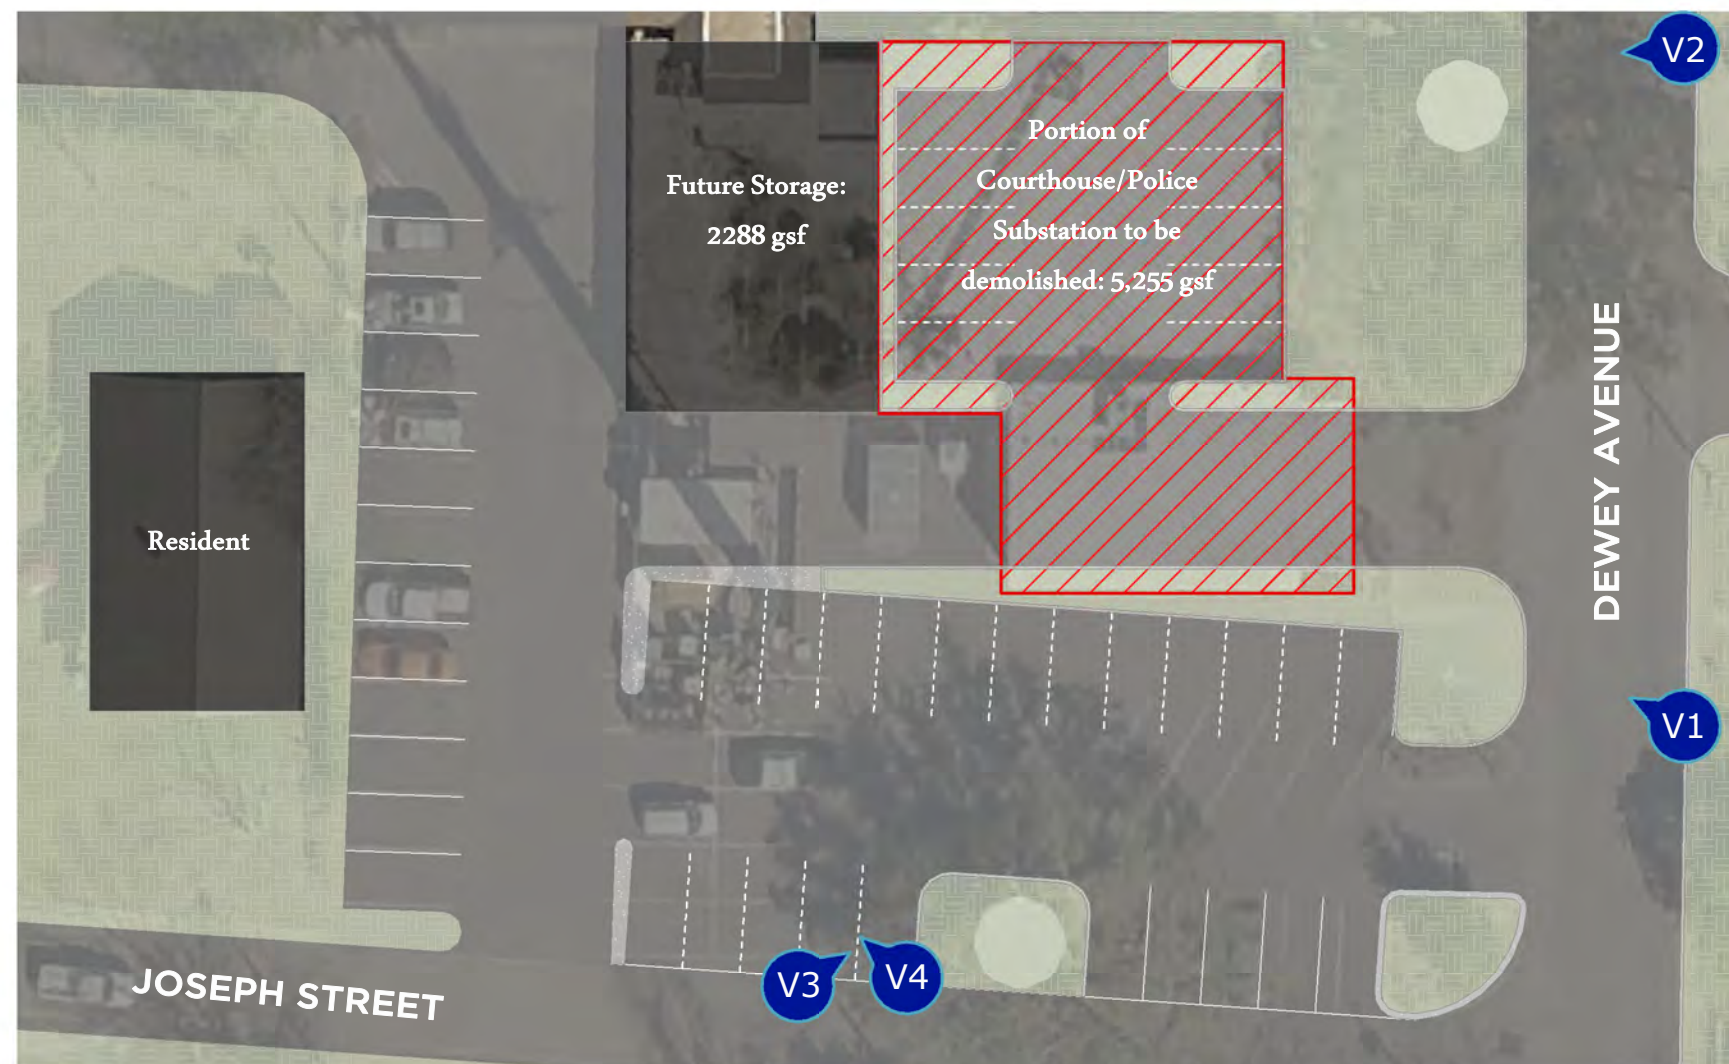 V2
Portion of
Courthouse/Police
Substation to be
demolished: 5,255 gsf
Future Storage:
2288 gsf
DEWEY AVENUE
Resident
V1
V3
V4
JOSEPH STREET